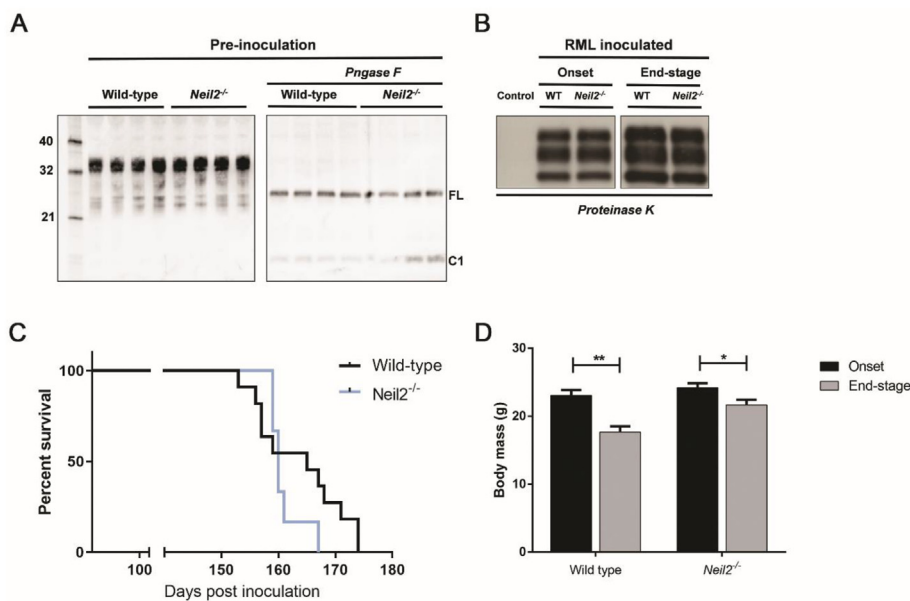 A
Pre-inoculation
Pngase F
Wild-type Neil2-/- Wild-type Neil2-/-
40
32
21
FL
C1
B
RML inoculated
Onset End-stage
Control WT Neil2-/- WT Neil2-/-
Proteinase K
C
Percent survival
100
50
0
100 150 160 170 180
Days post inoculation
Wild-type
Neil2-/-
D
Body mass (g)
30
20
10
0
** *
Wild type Neil2-/-
Onset
End-stage